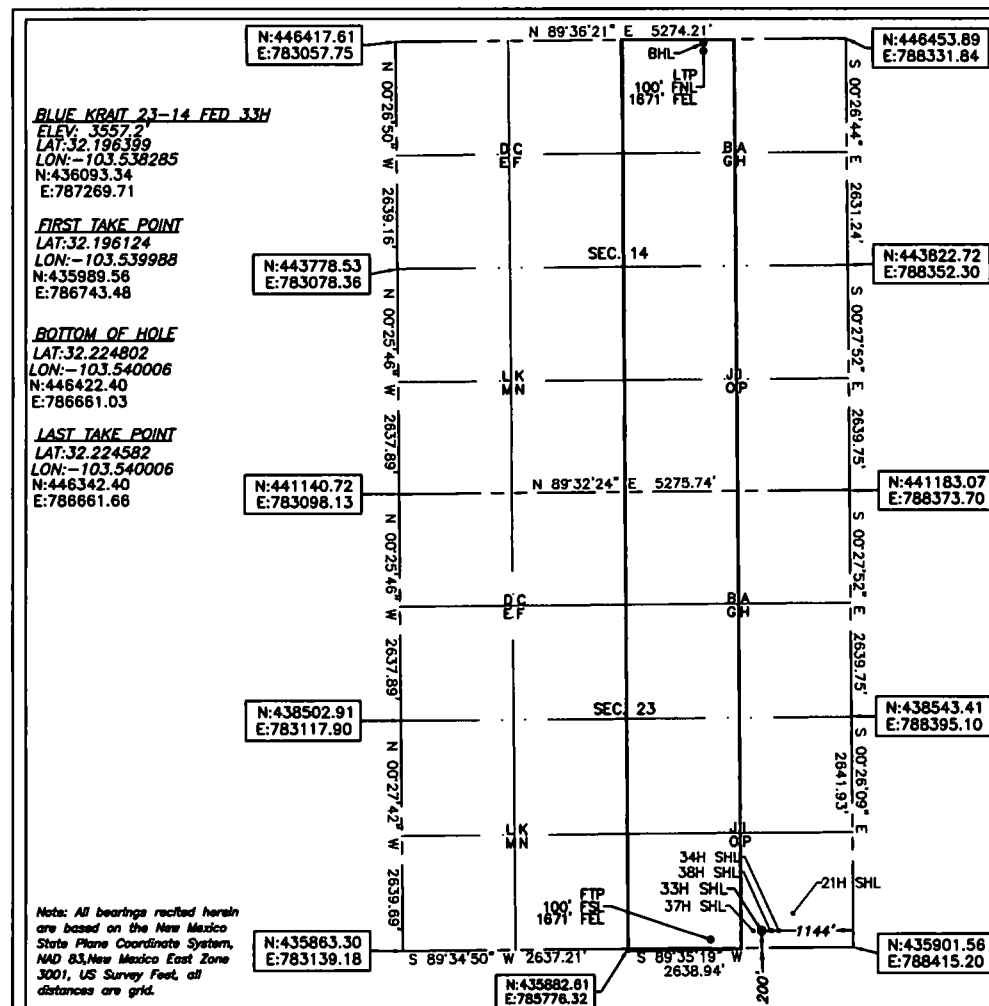 N 89°36'21" E 5274.21'
N:446417.61
E:783057.75
N:446453.89
E:788331.84
BHL
LTP
100' FNL
1671' FEL
BLUE KRAIT 23-14 FED 33H
ELEV: 3557.2'
LAT:32.196399
LON:-103.538285
N:436093.34
E:787269.71
FIRST TAKE POINT
LAT:32.196124
LON:-103.539988
N:435989.56
E:786743.48
BOTTOM OF HOLE
LAT:32.224802
LON:-103.540006
N:446422.40
E:786661.03
LAST TAKE POINT
LAT:32.224582
LON:-103.540006
N:446342.40
E:786661.66
N 00°26'50" W 2639.16'
S 00°26'44" E 2631.24'
D C
E F
B A
G H
SEC. 14
N:443778.53
E:783078.36
N:443822.72
E:788352.30
N 00°25'46" W 2637.89'
S 00°27'52" E 2639.75'
L K
M N
J I
O P
N:441140.72
E:783098.13
N 89°32'24" E 5275.74'
N:441183.07
E:788373.70
N 00°25'46" W 2637.89'
S 00°27'52" E 2639.75'
D C
E F
B A
G H
SEC. 23
N:438502.91
E:783117.90
N:438543.41
E:788395.10
N 00°27'42" W 2639.69'
S 00°26'09" E
2641.93'
L K
M N
J I
O P
34H SHL
38H SHL
33H SHL
37H SHL
21H SHL
1144'
200'
FTP
100' FSL
1671' FEL
Note: All bearings recited herein
are based on the New Mexico
State Plane Coordinate System,
NAD 83,New Mexico East Zone
3001, US Survey Feet, all
distances are grid.
N:435863.30
E:783139.18
S 89°34'50" W 2637.21'
S 89°35'19" W
2638.94'
N:435901.56
E:788415.20
N:435882.61
E:785776.32